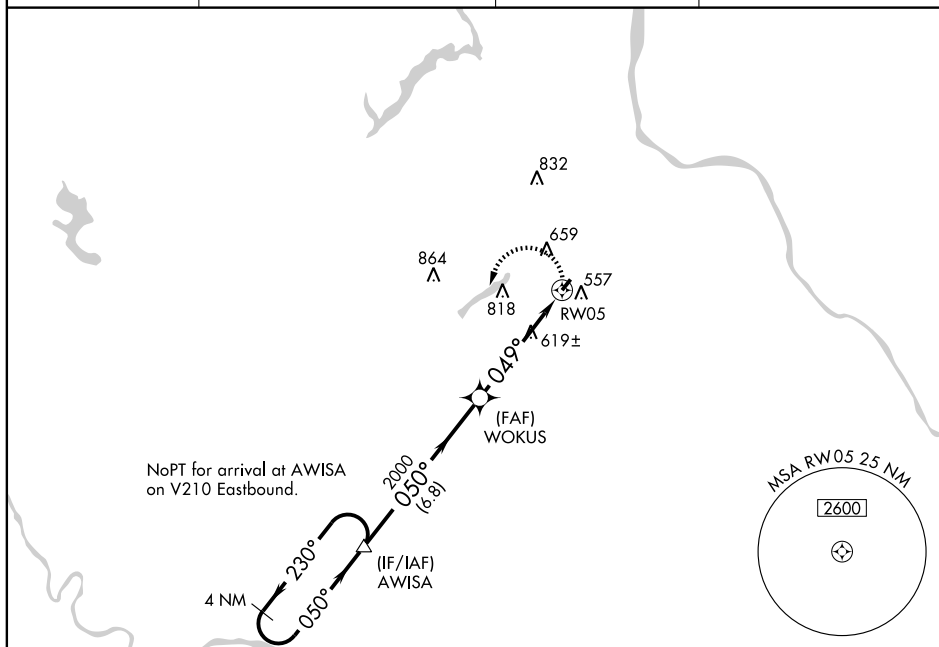 832
659
864
557
818
RW05
619±
049°
(FAF)
WOKUS
NoPT for arrival at AWISA
on V210 Eastbound.
2000
050°
(6.8)
MSA RW05 25 NM
2600
230°
(IF/IAF)
AWISA
4 NM
050°